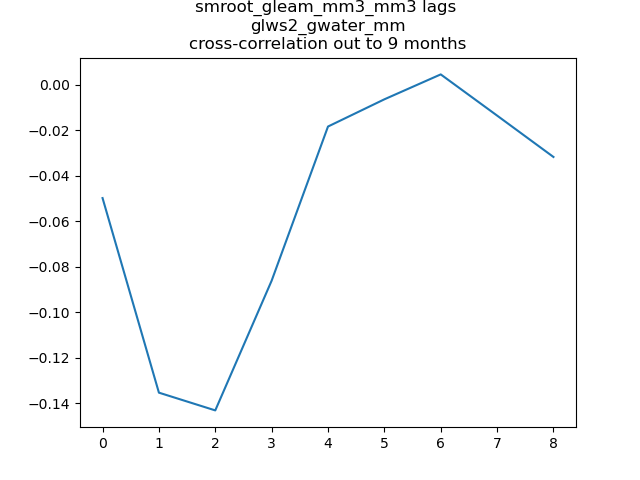 smroot_gleam_mm3_mm3 lags
glws2_gwater_mm
cross-correlation out to 9 months
0.00
−0.02
−0.04
−0.06
−0.08
−0.10
−0.12
−0.14
0 1 2 3 4 5 6 7 8